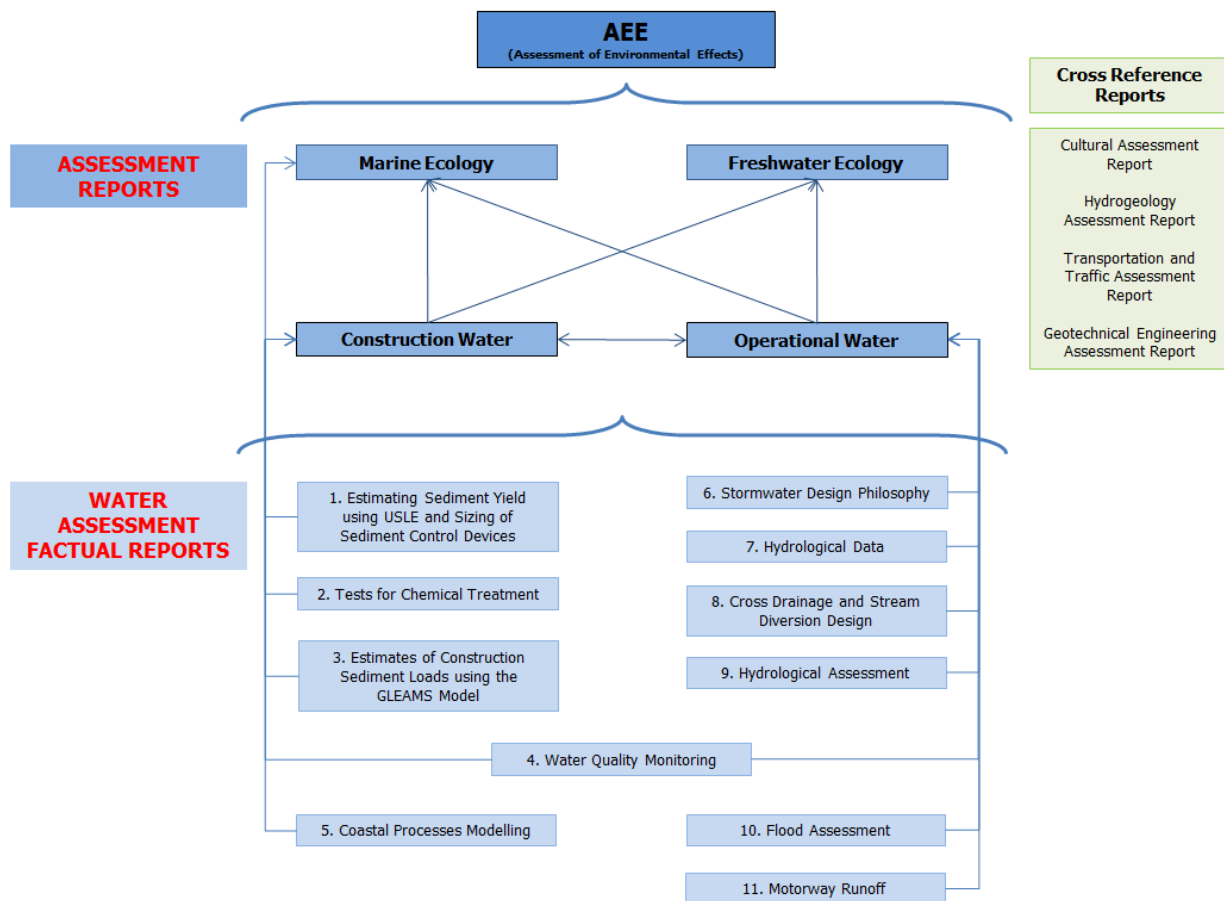 AEE
(Assessment of Environmental Effects)
Cross Reference
Reports
ASSESSMENT
REPORTS
Marine Ecology
Freshwater Ecology
Cultural Assessment
Report
Hydrogeology
Assessment Report
Transportation and
Traffic Assessment
Report
Geotechnical Engineering
Assessment Report
Construction Water
Operational Water
WATER
ASSESSMENT
FACTUAL REPORTS
1. Estimating Sediment Yield
using USLE and Sizing of
Sediment Control Devices
2. Tests for Chemical Treatment
3. Estimates of Construction
Sediment Loads using the
GLEAMS Model
4. Water Quality Monitoring
5. Coastal Processes Modelling
6. Stormwater Design Philosophy
7. Hydrological Data
8. Cross Drainage and Stream
Diversion Design
9. Hydrological Assessment
10. Flood Assessment
11. Motorway Runoff